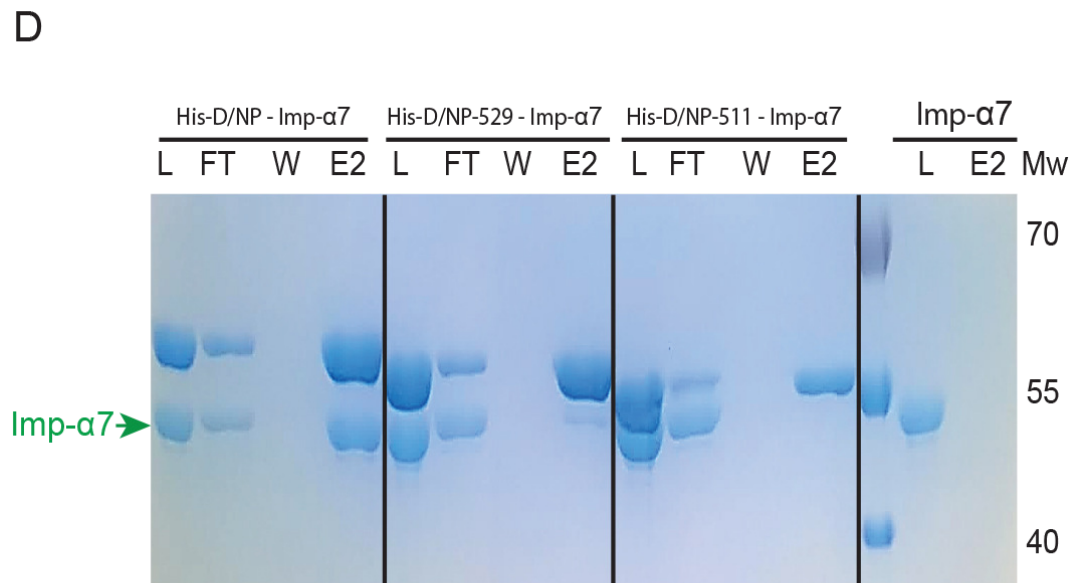 D
His-D/NP - Imp-α7 His-D/NP-529 - Imp-α7 His-D/NP-511 - Imp-α7 Imp-α7
L FT W E2 L FT W E2 L FT W E2 L E2 Mw
70
55
Imp-α7
40